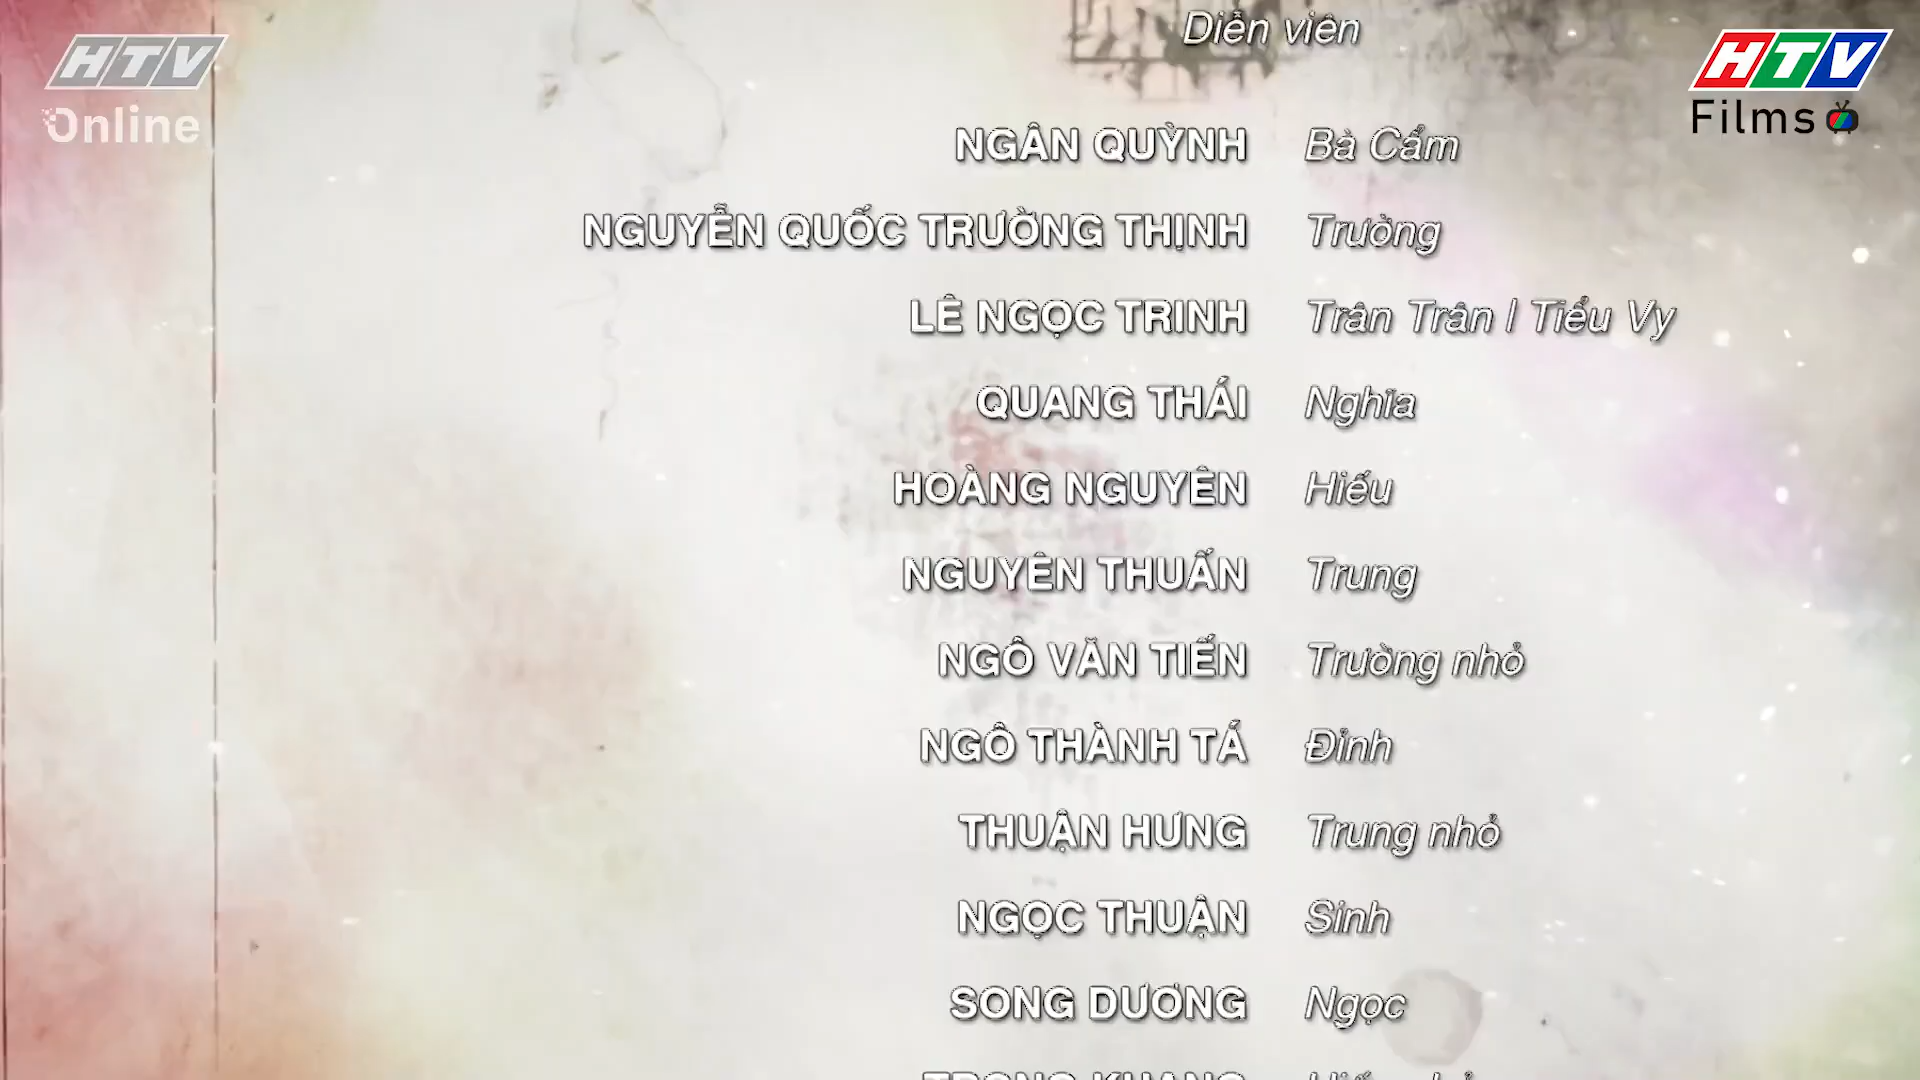 Diễn viên
HTV
Online
HTV
Films
NGÂN QUỲNH Bà Cẩm
NGUYỄN QUỐC TRƯỜNG THỊNH Trường
LÊ NGỌC TRINH Trân Trân / Tiểu Vy
QUANG THÁI Nghĩa
HOÀNG NGUYÊN Hiếu
NGUYÊN THUẤN Trung
NGÔ VĂN TIẾN Trường nhỏ
NGÔ THÀNH TÁ Đỉnh
THUẬN HƯNG Trung nhỏ
NGỌC THUẬN Sinh
SONG DƯƠNG Ngọc